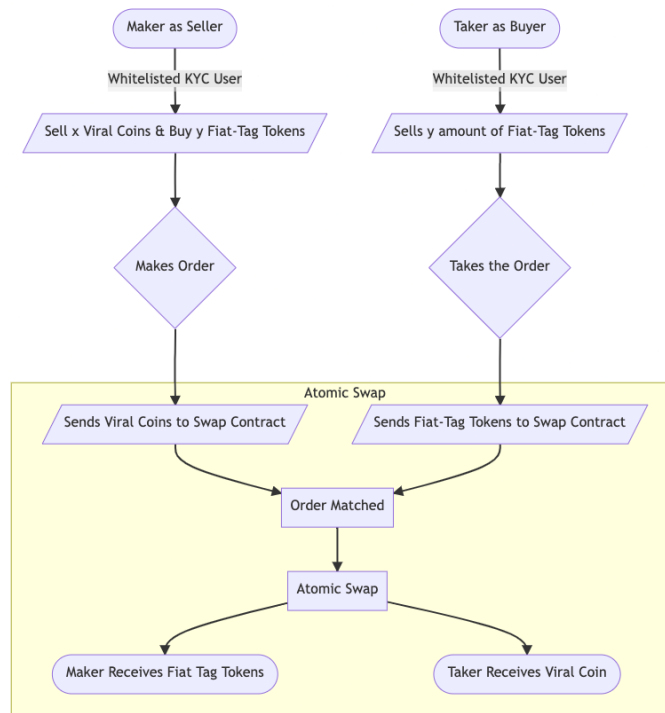 Maker as Seller
Taker as Buyer
Whitelisted KYC User
Whitelisted KYC User
Sell x Viral Coins & Buy y Fiat-Tag Tokens
Sells y amount of Fiat-Tag Tokens
Makes Order
Takes the Order
Atomic Swap
Sends Viral Coins to Swap Contract
Sends Fiat-Tag Tokens to Swap Contract
Order Matched
Atomic Swap
Maker Receives Fiat Tag Tokens
Taker Receives Viral Coin